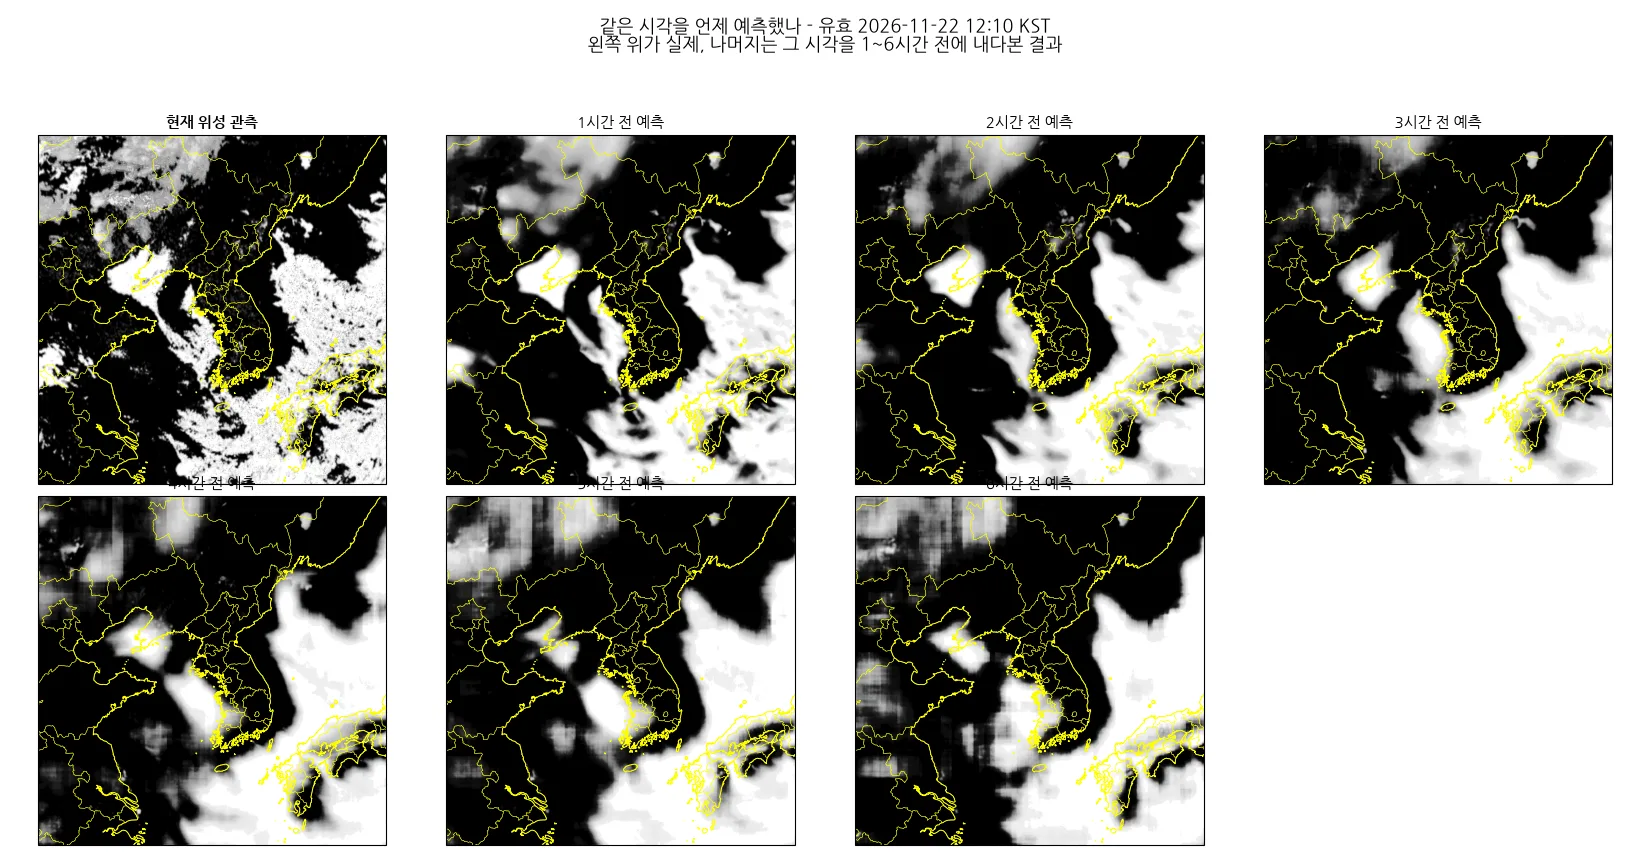 같은 시각을 언제 예측했나 - 유효 2026-11-22 12:10 KST
왼쪽 위가 실제, 나머지는 그 시각을 1~6시간 전에 내다본 결과
현재 위성 관측
1시간 전 예측
2시간 전 예측
3시간 전 예측
4시간 전 예측
5시간 전 예측
6시간 전 예측